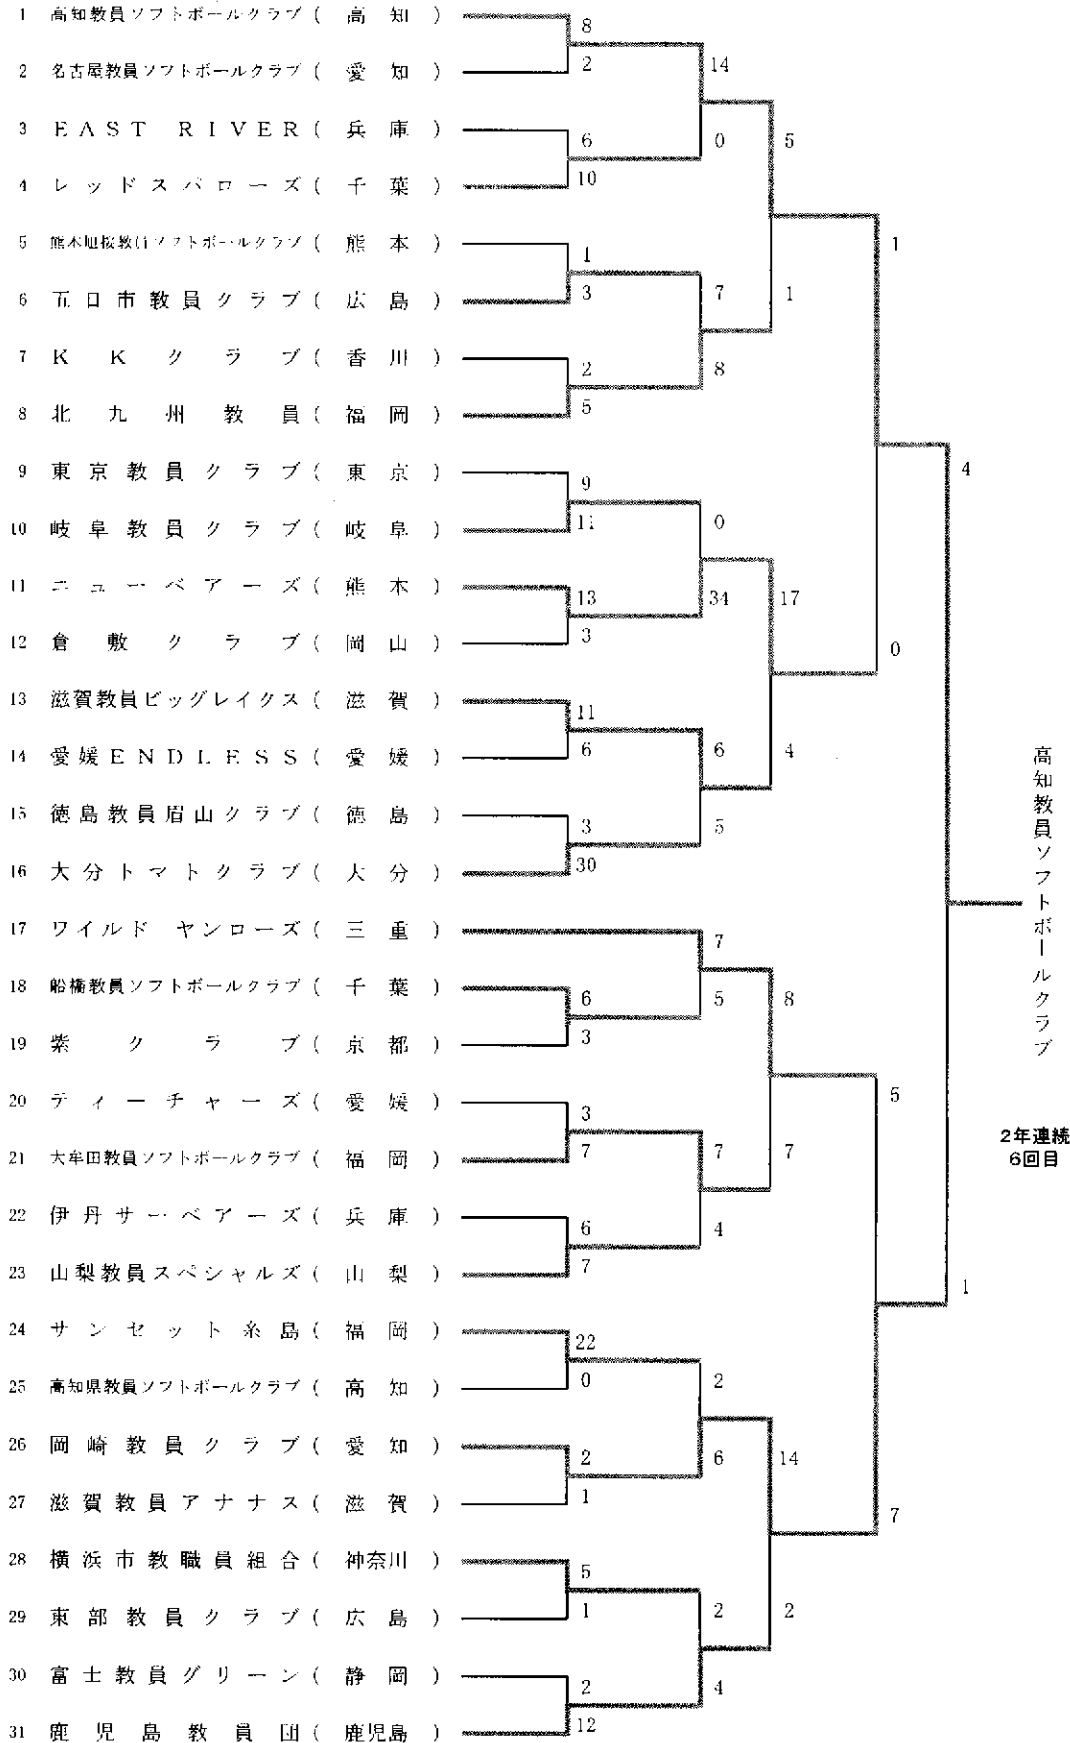 1 高知教員ソフトボールクラブ ( 高 知 )
2 名古屋教員ソフトボールクラブ ( 愛 知 )
3 EAST RIVER ( 兵 庫 )
4 レッドスパローズ ( 千 葉 )
5 ソフトボールクラブ ( 熊 本 )
6 五日市教員クラブ ( 広 島 )
7 KKクラブ ( 香 川 )
8 北九州教員 ( 福 岡 )
9 東京教員クラブ ( 東 京 )
10 岐阜教員クラブ ( 岐 阜 )
11 ニューベアーズ ( 熊 本 )
12 倉敷クラブ ( 岡 山 )
13 滋賀教員ビッグレイクス ( 滋 賀 )
14 愛媛ENDLESS ( 愛 媛 )
15 徳島教員眉山クラブ ( 徳 島 )
16 大分トマトクラブ ( 大 分 )
17 ワイルド ヤンローズ ( 三 重 )
18 船橋教員ソフトボールクラブ ( 千 葉 )
19 紫クラブ ( 京 都 )
20 ティーチャーズ ( 愛 媛 )
21 大牟田教員ソフトボールクラブ ( 福 岡 )
22 伊丹サーベアーズ ( 兵 庫 )
23 山梨教員スペシャルズ ( 山 梨 )
24 サンセット糸島 ( 福 岡 )
25 高知県教員ソフトボールクラブ ( 高 知 )
26 岡崎教員クラブ ( 愛 知 )
27 滋賀教員アナナス ( 滋 賀 )
28 横浜市教職員組合 ( 神奈川 )
29 東部教員クラブ ( 広 島 )
30 富士教員グリーン ( 静 岡 )
31 鹿児島教員団 ( 鹿児島 )
8
2
6
10
1
3
2
5
9
11
13
3
11
6
3
30
6
3
3
7
6
7
22
0
2
1
5
1
2
12
14
0
7
8
0
34
6
5
7
5
7
4
2
6
2
4
5
1
17
4
8
7
14
2
1
0
5
7
4
1
高知教員ソフトボールクラブ
2年連続
6回目